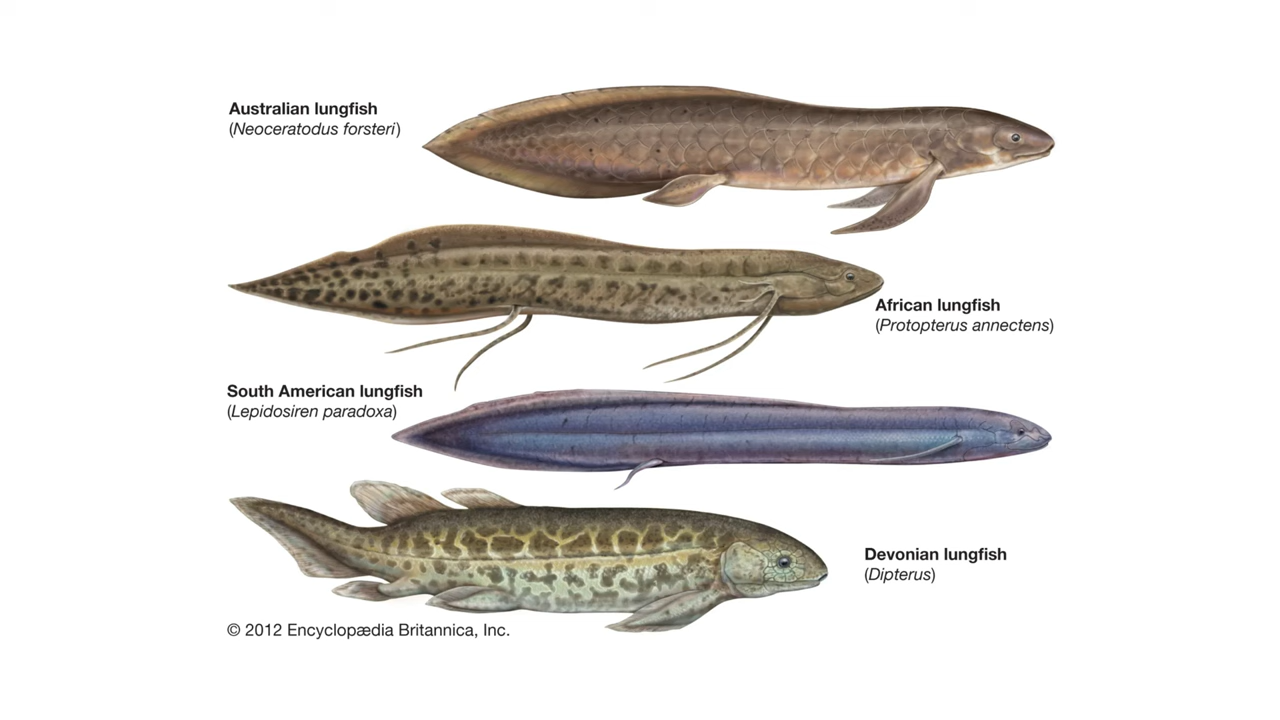 Australian lungfish
(Neoceratodus forsteri)
African lungfish
(Protopterus annectens)
South American lungfish
(Lepidosiren paradoxa)
Devonian lungfish
(Dipterus)
© 2012 Encyclopædia Britannica, Inc.